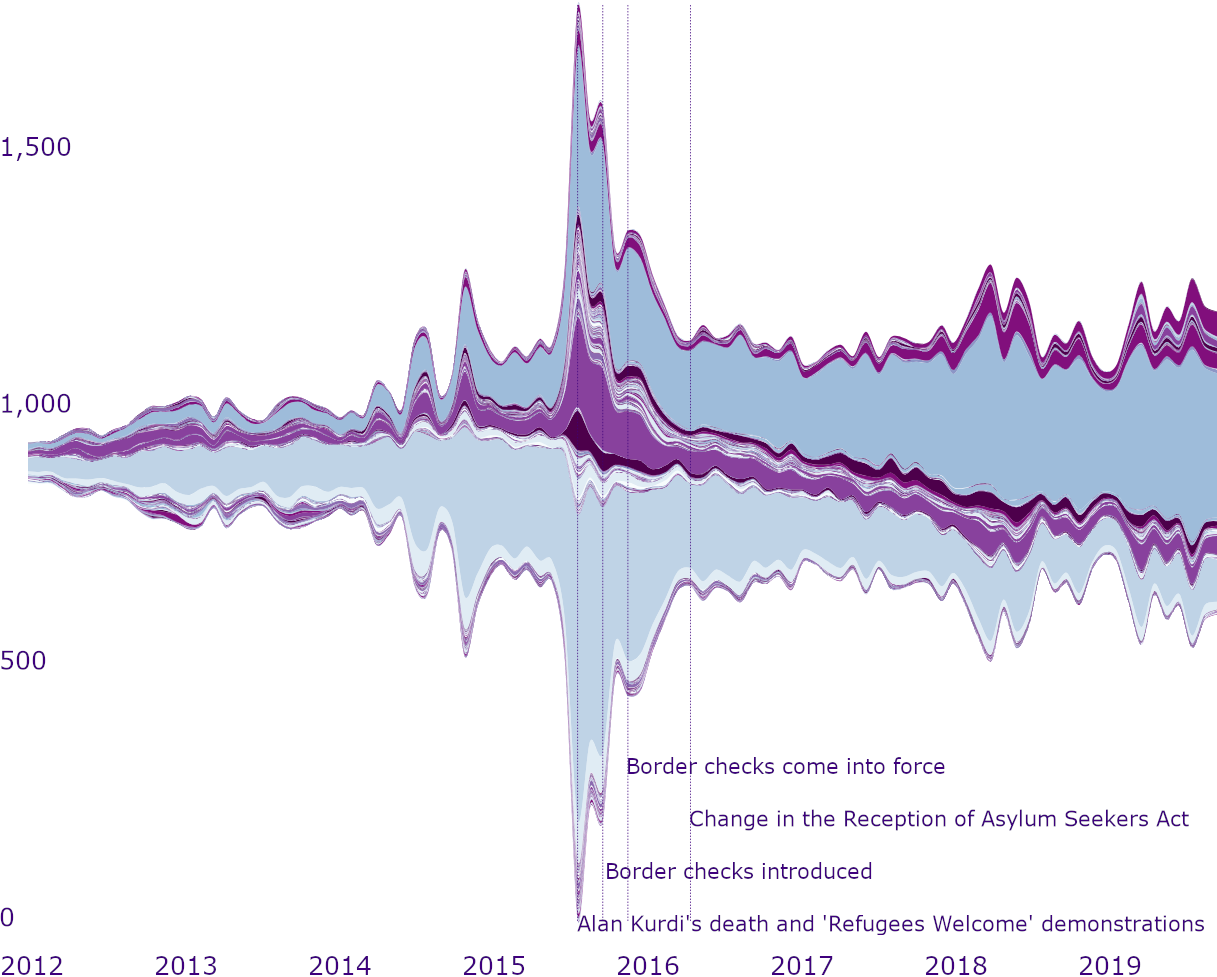 1,500
1,000
500
Border checks come into force
Change in the Reception of Asylum Seekers Act
Border checks introduced
0
Alan Kurdi's death and 'Refugees Welcome' demonstrations
2012 2013 2014 2015 2016 2017 2018 2019